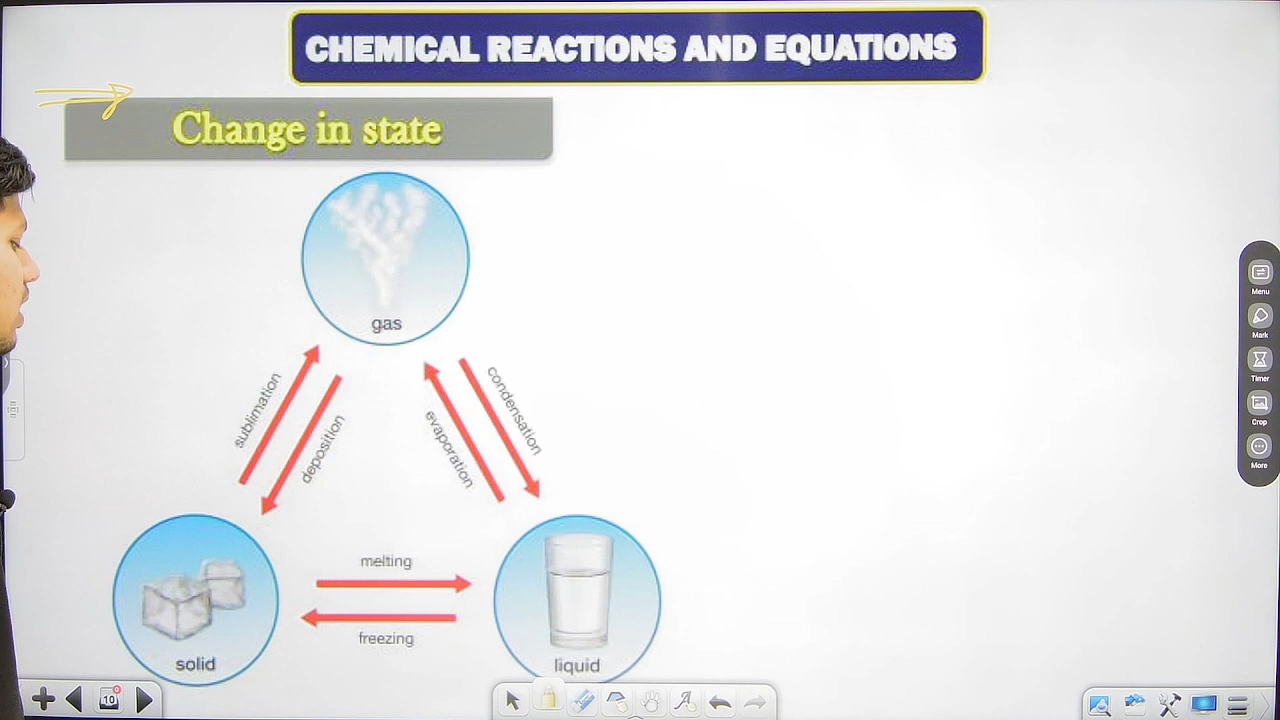 CHEMICAL REACTIONS AND EQUATIONS
Change in state
gas
sublimation
deposition
evaporation
condensation
melting
freezing
solid
liquid
Menu
Mark
Timer
Crop
More
10